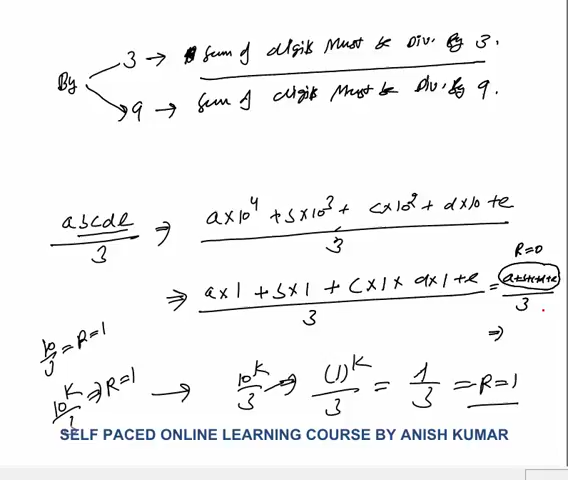 3 → Sum of digits Must be Div. By 3.
By
9 → Sum of digits Must be Div. By 9.
abcde/3 ⇒ a×10⁴ + b×10³ + c×10² + d×10 + e/3
R=0
⇒ a×1 + b×1 + c×1 × d×1 + e/3 = a+b+c+d+e/3
⇒
10/3 = R=1
10ᴷ/3 ⇒ R=1 → 10ᴷ/3 → (1)ᴷ/3 = 1/3 = R=1
SELF PACED ONLINE LEARNING COURSE BY ANISH KUMAR